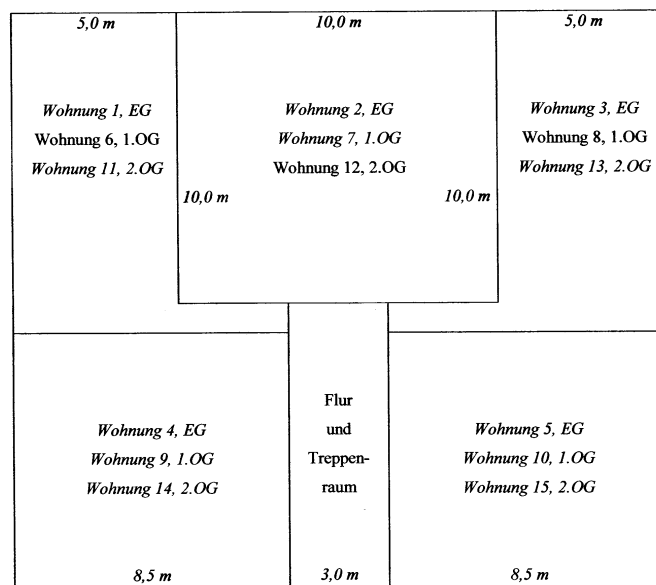 5,0 m
10,0 m
5,0 m
Wohnung 1, EG
Wohnung 6, 1.OG
Wohnung 11, 2.OG
Wohnung 2, EG
Wohnung 7, 1.OG
Wohnung 12, 2.OG
Wohnung 3, EG
Wohnung 8, 1.OG
Wohnung 13, 2.OG
10,0 m
10,0 m
Wohnung 4, EG
Wohnung 9, 1.OG
Wohnung 14, 2.OG
Flur
und
Treppen-
raum
Wohnung 5, EG
Wohnung 10, 1.OG
Wohnung 15, 2.OG
8,5 m
3,0 m
8,5 m